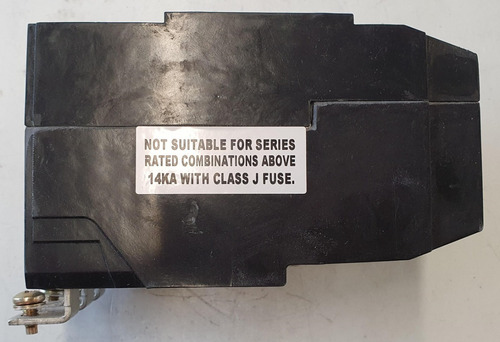 NOT SUITABLE FOR SERIES
RATED COMBINATIONS ABOVE
14KA WITH CLASS J FUSE.